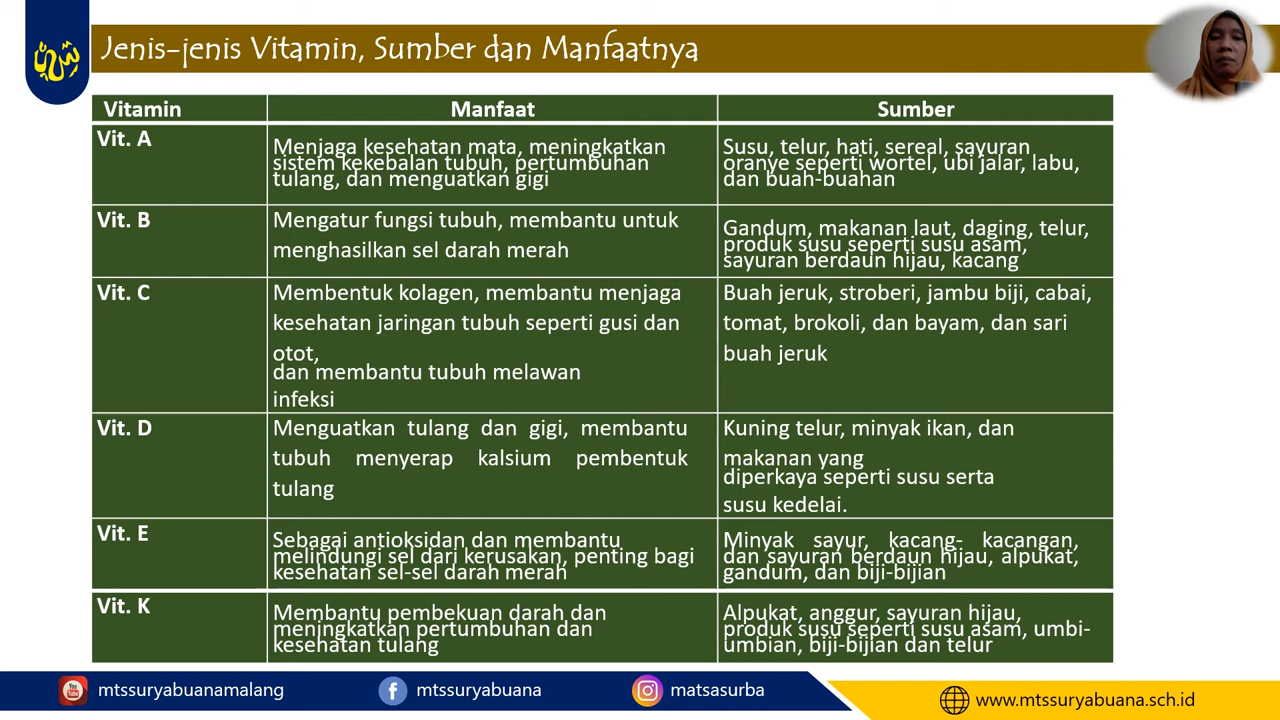 Jenis-jenis Vitamin, Sumber dan Manfaatnya
Vitamin
Manfaat
Sumber
Vit. A
Menjaga kesehatan mata, meningkatkan
sistem kekebalan tubuh, pertumbuhan
tulang, dan menguatkan gigi
Susu, telur, hati, sereal, sayuran
oranye seperti wortel, ubi jalar, labu,
dan buah-buahan
Vit. B
Mengatur fungsi tubuh, membantu untuk
menghasilkan sel darah merah
Gandum, makanan laut, daging, telur,
produk susu seperti susu asam,
sayuran berdaun hijau, kacang
Vit. C
Membentuk kolagen, membantu menjaga
kesehatan jaringan tubuh seperti gusi dan
otot,
dan membantu tubuh melawan
infeksi
Buah jeruk, stroberi, jambu biji, cabai,
tomat, brokoli, dan bayam, dan sari
buah jeruk
Vit. D
Menguatkan tulang dan gigi, membantu
tubuh menyerap kalsium pembentuk
tulang
Kuning telur, minyak ikan, dan
makanan yang
diperkaya seperti susu serta
susu kedelai.
Vit. E
Sebagai antioksidan dan membantu
melindungi sel dari kerusakan, penting bagi
kesehatan sel-sel darah merah
Minyak sayur, kacang- kacangan,
dan sayuran berdaun hijau, alpukat,
gandum, dan biji-bijian
Vit. K
Membantu pembekuan darah dan
meningkatkan pertumbuhan dan
kesehatan tulang
Alpukat, anggur, sayuran hijau,
produk susu seperti susu asam, umbi-
umbian, biji-bijian dan telur
mtssuryabuanamalang
mtssuryabuana
matsasurba
www.mtssuryabuana.sch.id